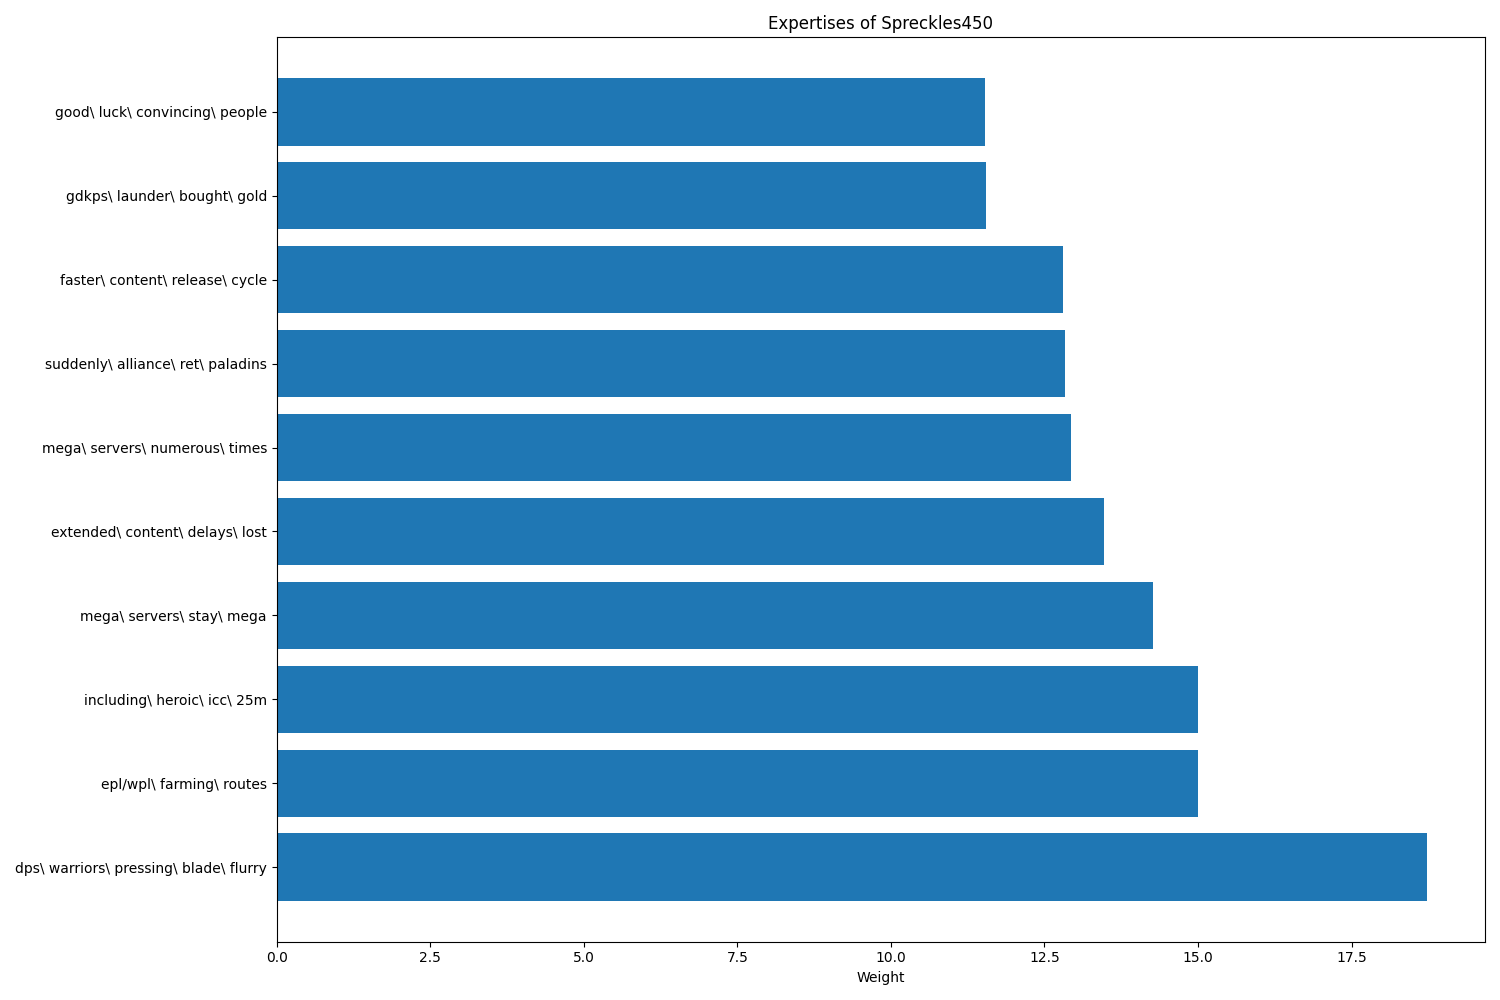 Expertises of Spreckles450
good\ luck\ convincing\ people
gdkps\ launder\ bought\ gold
faster\ content\ release\ cycle
suddenly\ alliance\ ret\ paladins
mega\ servers\ numerous\ times
extended\ content\ delays\ lost
mega\ servers\ stay\ mega
including\ heroic\ icc\ 25m
epl/wpl\ farming\ routes
dps\ warriors\ pressing\ blade\ flurry
0.0 2.5 5.0 7.5 10.0 12.5 15.0 17.5
Weight